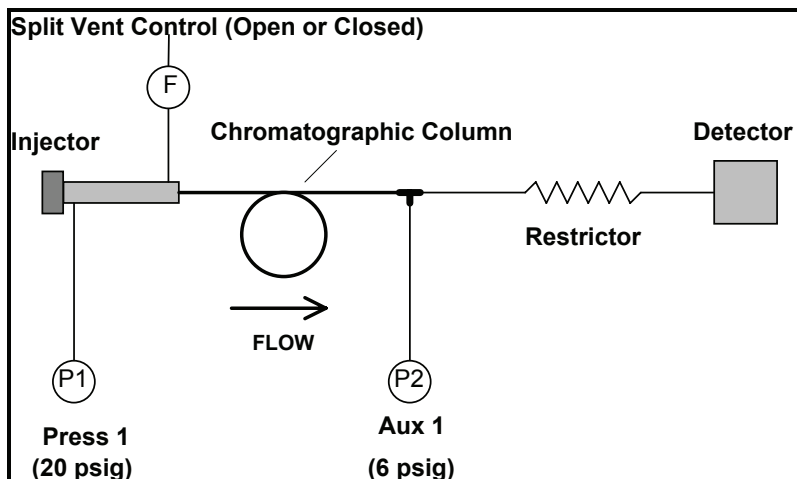 Split Vent Control (Open or Closed)
F
Injector
Chromatographic Column
Detector
Restrictor
FLOW
P1
P2
Press 1
(20 psig)
Aux 1
(6 psig)